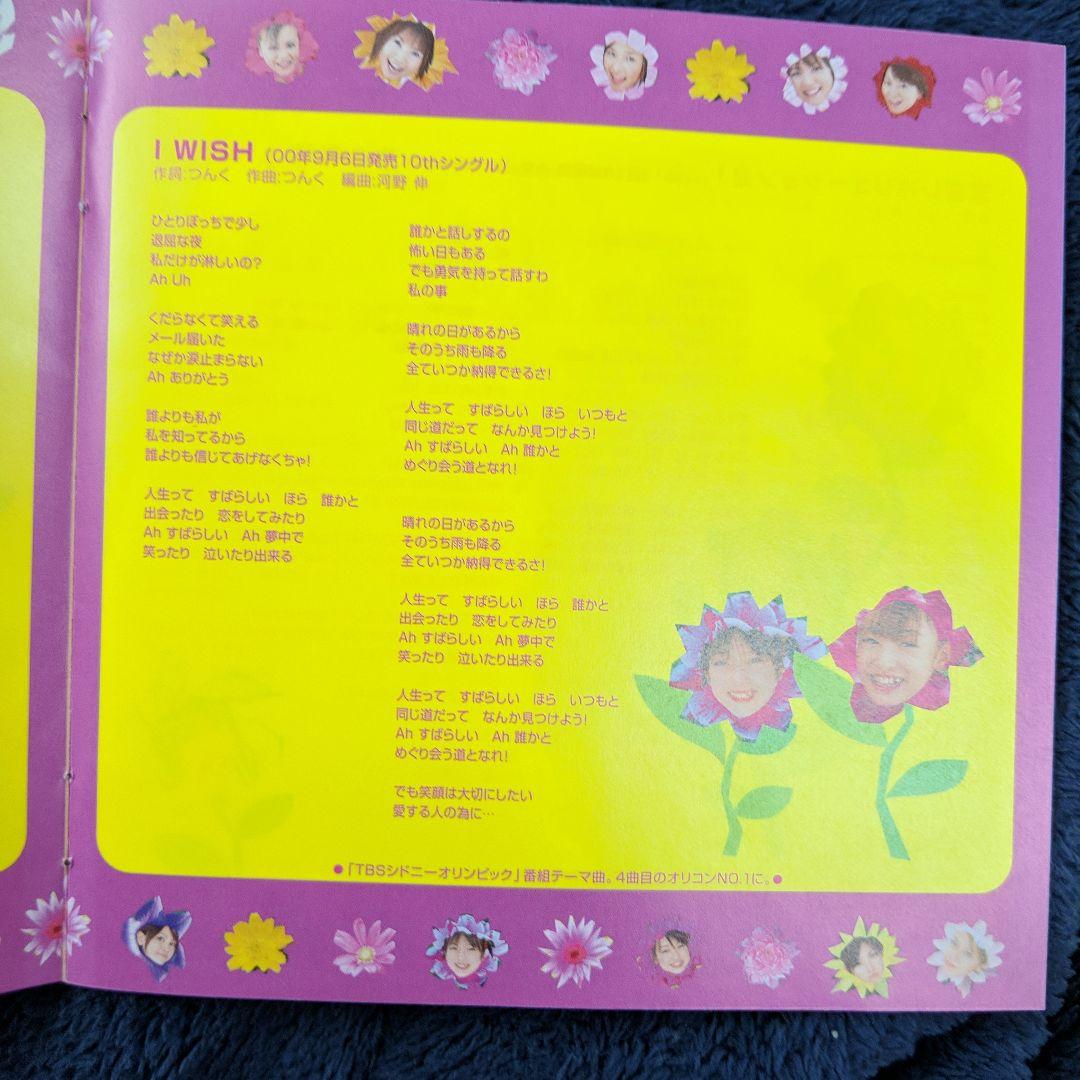 I WISH (00年9月6日発売10thシングル)
作詞:つんく 作曲:つんく 編曲:河野 伸
ひとりぼっちで少し
退屈な夜
私だけが淋しいの?
Ah Uh
くだらなくて笑える
メール届いた
なぜか涙止まらない
Ah ありがとう
誰よりも私が
私を知ってるから
誰よりも信じてあげなくちゃ!
人生って すばらしい ほら 誰かと
出会ったり 恋をしてみたり
Ah すばらしい Ah 夢中で
笑ったり 泣いたり出来る
誰かと話しするの
怖い日もある
でも勇気を持って話すわ
私の事
晴れの日があるから
そのうち雨も降る
全ていつか納得できるさ!
人生って すばらしい ほら いつもと
同じ道だって なんか見つけよう!
Ah すばらしい Ah 誰かと
めぐり会う道となれ!
晴れの日があるから
そのうち雨も降る
全ていつか納得できるさ!
人生って すばらしい ほら 誰かと
出会ったり 恋をしてみたり
Ah すばらしい Ah 夢中で
笑ったり 泣いたり出来る
人生って すばらしい ほら いつもと
同じ道だって なんか見つけよう!
Ah すばらしい Ah 誰かと
めぐり会う道となれ!
でも笑顔は大切にしたい
愛する人の為に…
●「TBSシドニーオリンピック」番組テーマ曲。4曲目のオリコンNO.1に。●